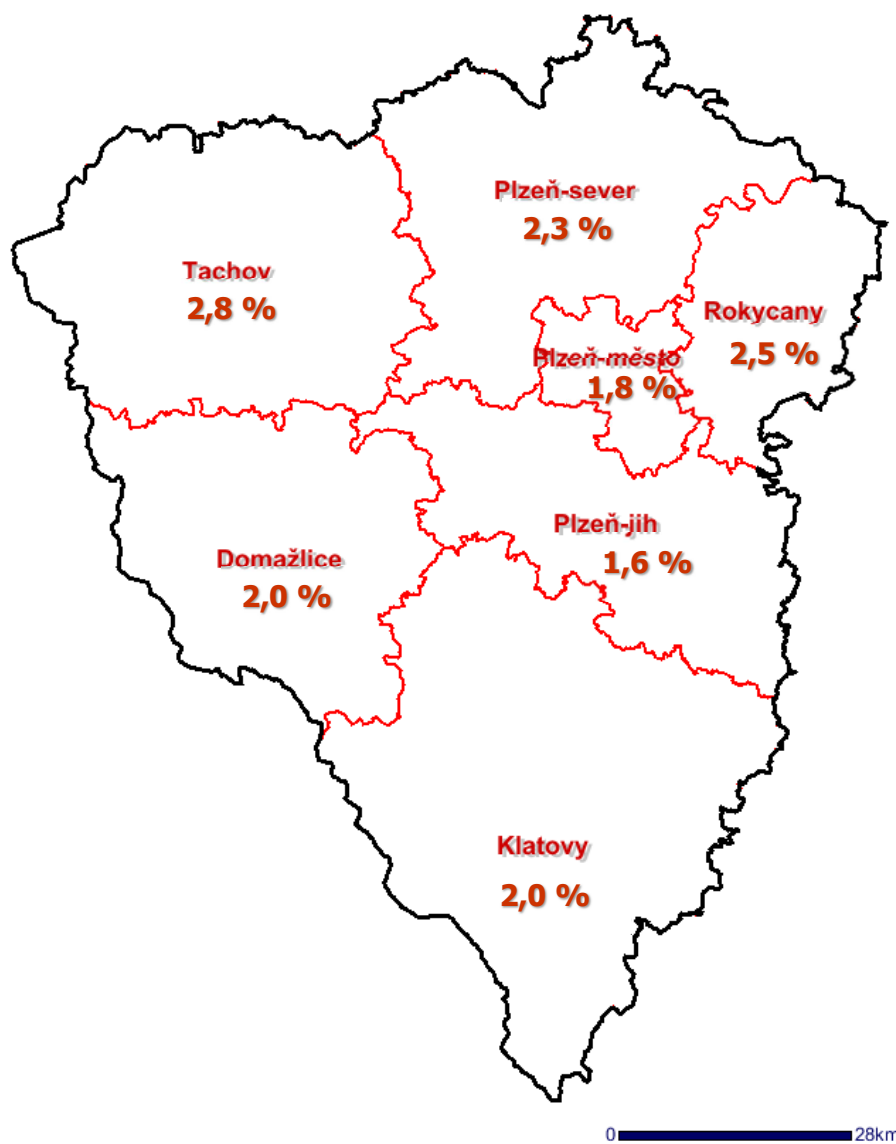 Plzeň-sever
2,3 %
Tachov
2,8 %
Rokycany
2,5 %
Plzeň-město
1,8 %
Plzeň-jih
1,6 %
Domažlice
2,0 %
Klatovy
2,0 %
0 28km